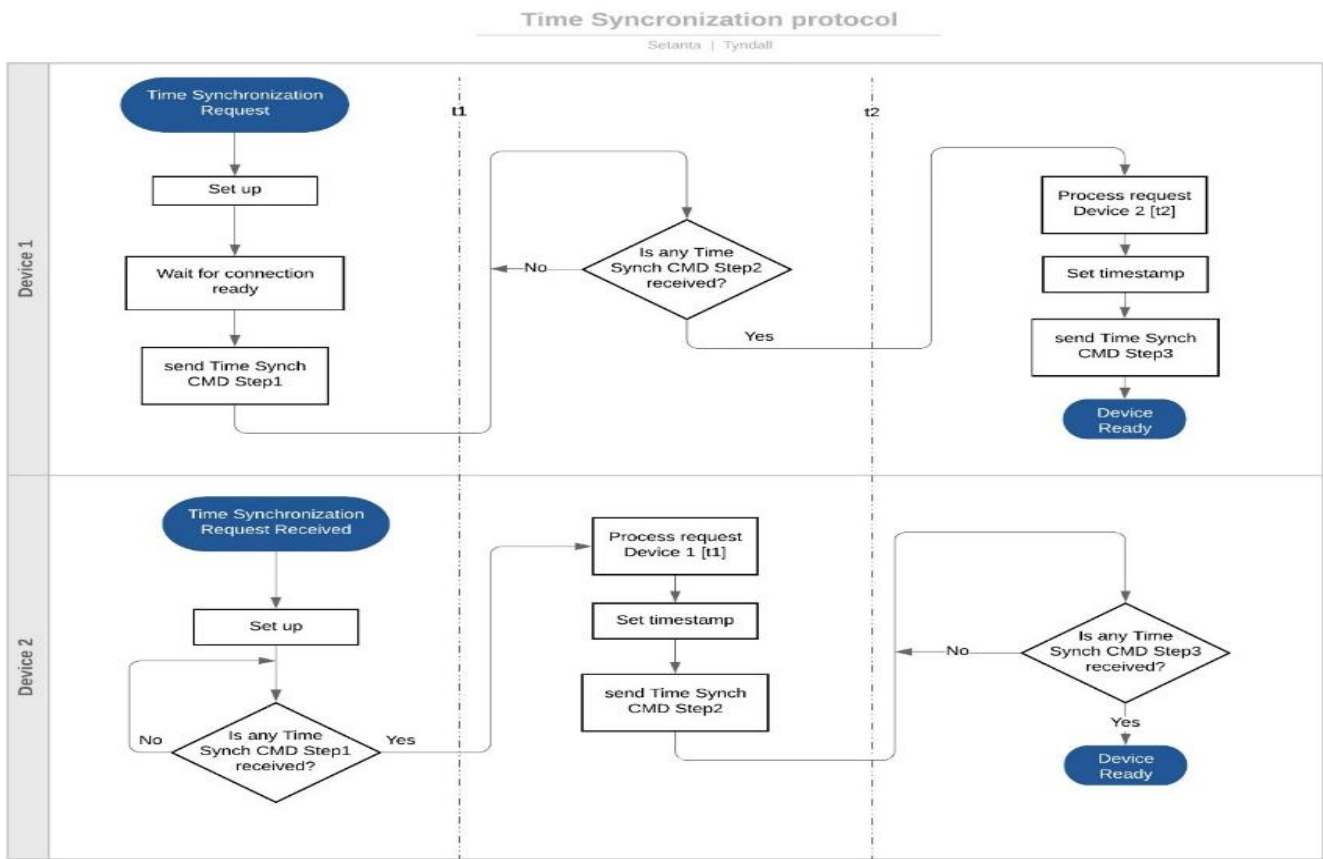 Time Syncronization protocol
Setanta | Tyndall
Device 1
Time Synchronization
Request
Set up
Wait for connection
ready
send Time Synch
CMD Step1
t1
Is any Time
Synch CMD Step2
received?
No
Yes
t2
Process request
Device 2 [t2]
Set timestamp
send Time Synch
CMD Step3
Device
Ready
Device 2
Time Synchronization
Request Received
Set up
Is any Time
Synch CMD Step1
received?
No
Yes
Process request
Device 1 [t1]
Set timestamp
send Time Synch
CMD Step2
Is any Time
Synch CMD Step3
received?
No
Yes
Device
Ready